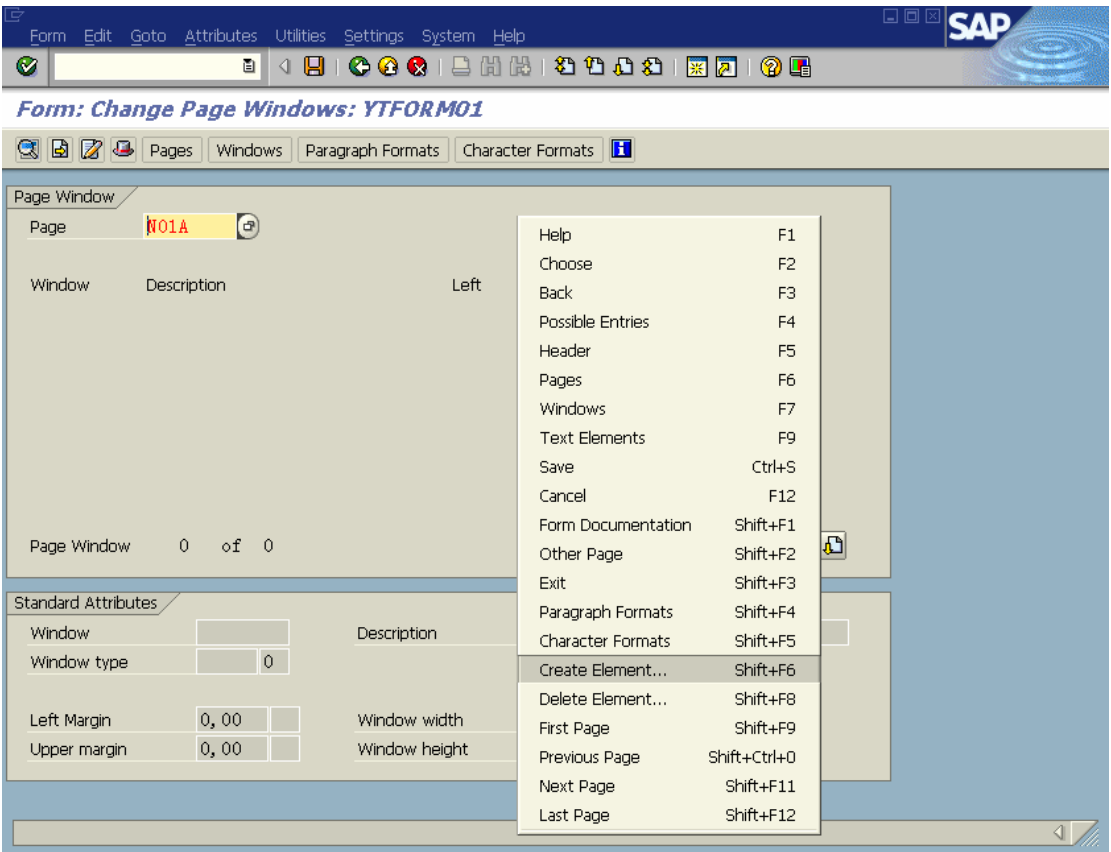 Form Edit Goto Attributes Utilities Settings System Help
SAP
Form: Change Page Windows: YTFORM01
Pages Windows Paragraph Formats Character Formats
Page Window
Page N01A
Window Description Left
Help F1
Choose F2
Back F3
Possible Entries F4
Header F5
Pages F6
Windows F7
Text Elements F9
Save Ctrl+S
Cancel F12
Form Documentation Shift+F1
Other Page Shift+F2
Exit Shift+F3
Paragraph Formats Shift+F4
Character Formats Shift+F5
Create Element... Shift+F6
Delete Element... Shift+F8
First Page Shift+F9
Previous Page Shift+Ctrl+0
Next Page Shift+F11
Last Page Shift+F12
Page Window 0 of 0
Standard Attributes
Window Description
Window type 0
Left Margin 0,00 Window width
Upper margin 0,00 Window height